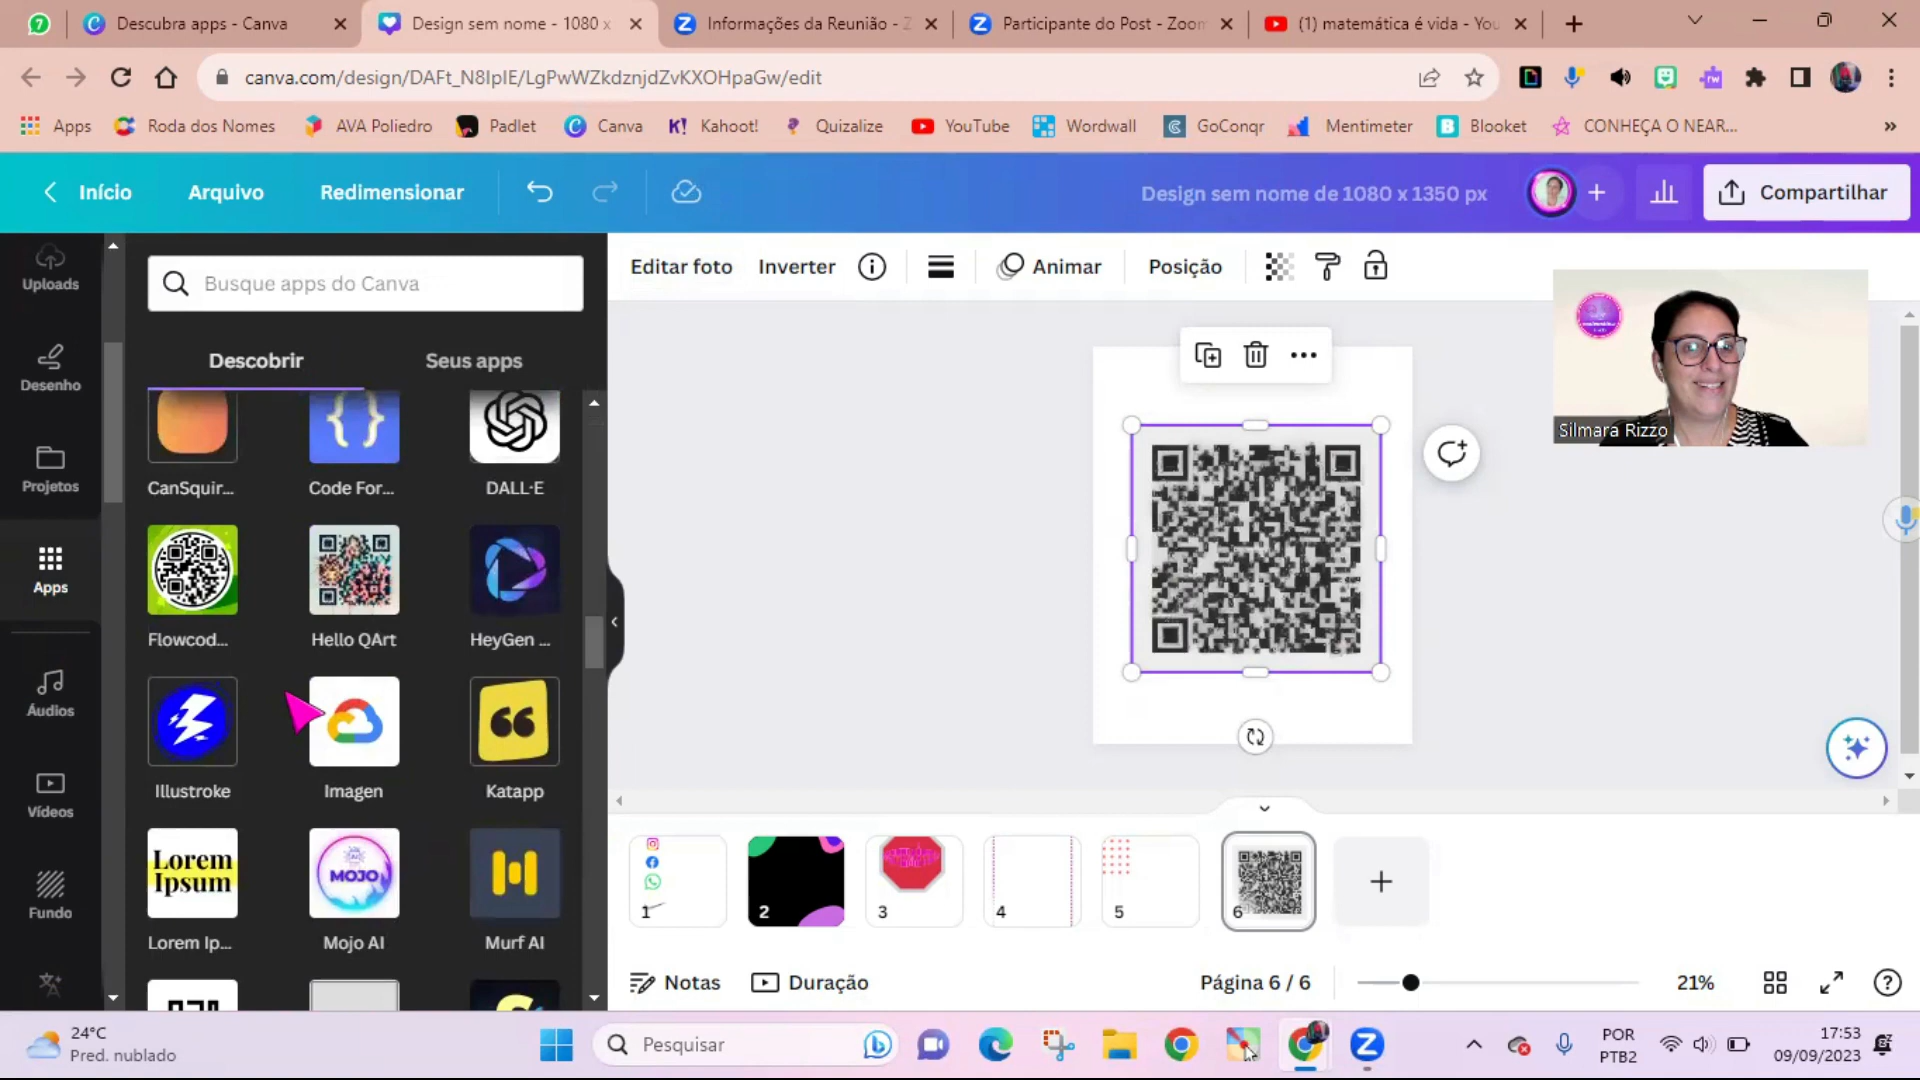 7
Descubra apps - Canva
Design sem nome - 1080 x
Informações da Reunião - Z
Participante do Post - Zoom
(1) matemática é vida - You
canva.com/design/DAFt_N8IpIE/LgPwWZkdznjdZvKXOHpaGw/edit
Apps
Roda dos Nomes
AVA Poliedro
Padlet
Canva
K! Kahoot!
Quizalize
YouTube
Wordwall
GoConqr
Mentimeter
Blooket
CONHEÇA O NEAR...
»
Início
Arquivo
Redimensionar
Design sem nome de 1080 x 1350 px
Compartilhar
Uploads
Desenho
Projetos
Apps
Áudios
Vídeos
Fundo
Busque apps do Canva
Descobrir
Seus apps
CanSquir...
Code For...
DALL·E
Flowcod...
Hello QArt
HeyGen ...
Illustroke
Imagen
Katapp
Lorem
Ipsum
MOJO
Lorem Ip...
Mojo AI
Murf AI
Editar foto
Inverter
Animar
Posição
Silmara Rizzo
1
2
3
4
5
6
Notas
Duração
Página 6 / 6
21%
24°C
Pred. nublado
Pesquisar
POR
PTB2
17:53
09/09/2023